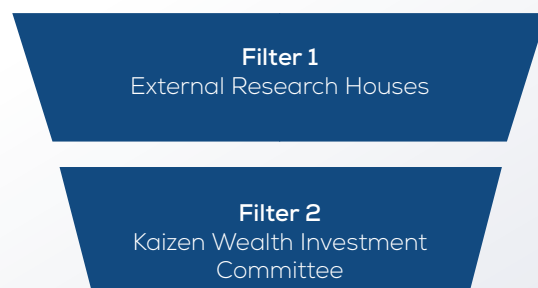 Filter 1
External Research Houses
Filter 2
Kaizen Wealth Investment
Committee